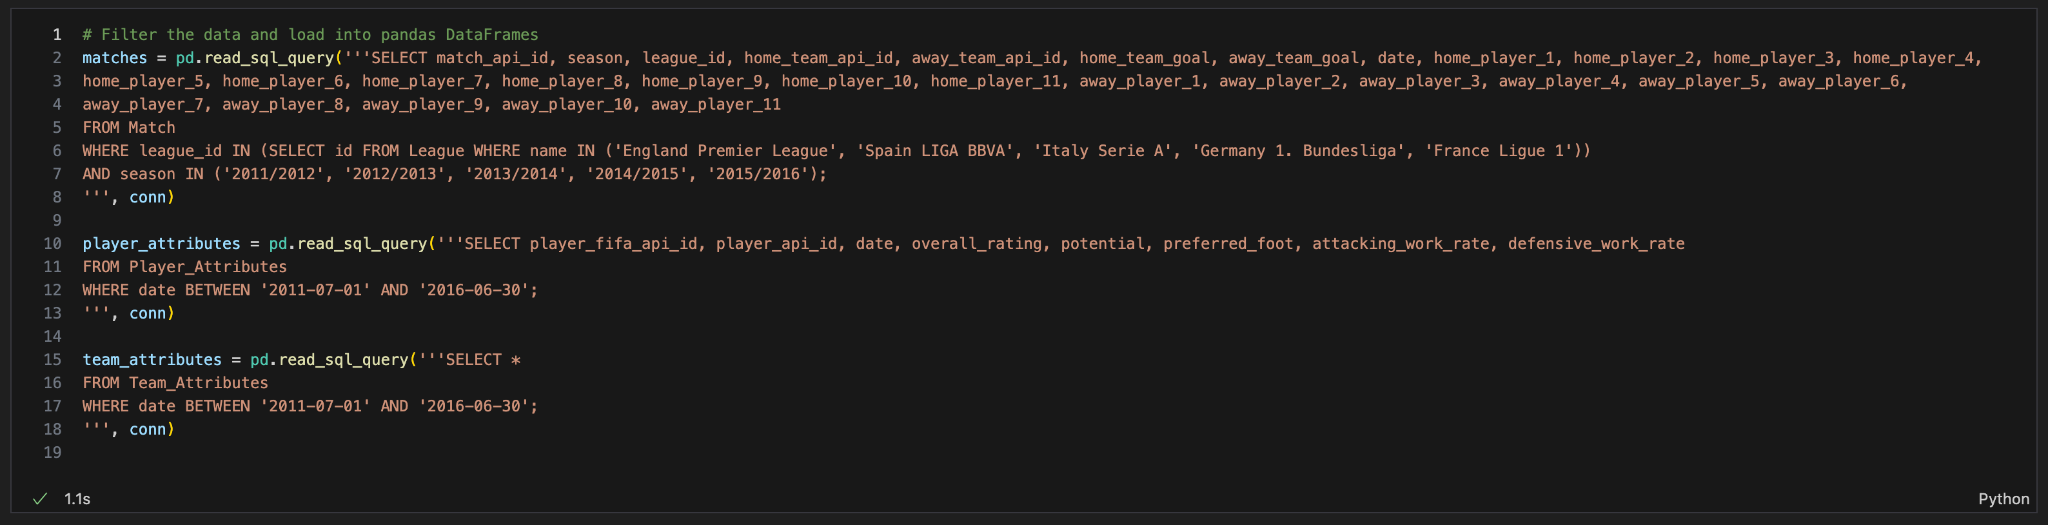 1 # Filter the data and load into pandas DataFrames
2 matches = pd.read_sql_query('''SELECT match_api_id, season, league_id, home_team_api_id, away_team_api_id, home_team_goal, away_team_goal, date, home_player_1, home_player_2, home_player_3, home_player_4,
3 home_player_5, home_player_6, home_player_7, home_player_8, home_player_9, home_player_10, home_player_11, away_player_1, away_player_2, away_player_3, away_player_4, away_player_5, away_player_6,
4 away_player_7, away_player_8, away_player_9, away_player_10, away_player_11
5 FROM Match
6 WHERE league_id IN (SELECT id FROM League WHERE name IN ('England Premier League', 'Spain LIGA BBVA', 'Italy Serie A', 'Germany 1. Bundesliga', 'France Ligue 1'))
7 AND season IN ('2011/2012', '2012/2013', '2013/2014', '2014/2015', '2015/2016');
8 ''', conn)
9
10 player_attributes = pd.read_sql_query('''SELECT player_fifa_api_id, player_api_id, date, overall_rating, potential, preferred_foot, attacking_work_rate, defensive_work_rate
11 FROM Player_Attributes
12 WHERE date BETWEEN '2011-07-01' AND '2016-06-30';
13 ''', conn)
14
15 team_attributes = pd.read_sql_query('''SELECT *
16 FROM Team_Attributes
17 WHERE date BETWEEN '2011-07-01' AND '2016-06-30';
18 ''', conn)
19
1.1s
Python